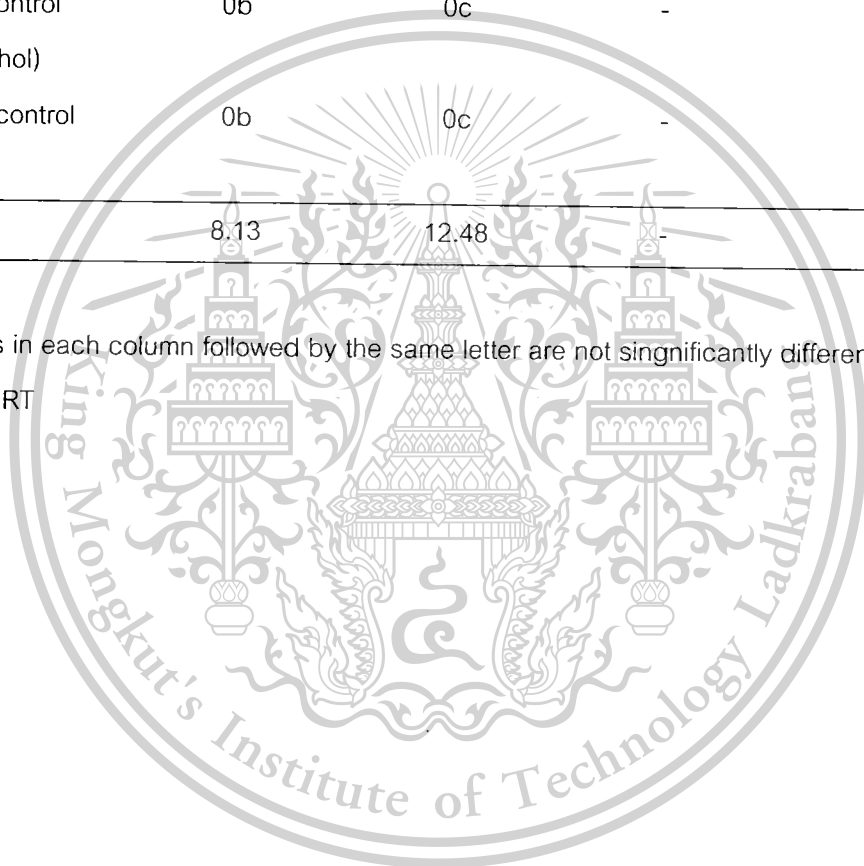 ontrol 0b 0c -
hol)
control 0b 0c -
8.13 12.48 -
s in each column followed by the same letter are not singnificantly differen
RT
King Mongkut's Institute of Technology Ladkrabang